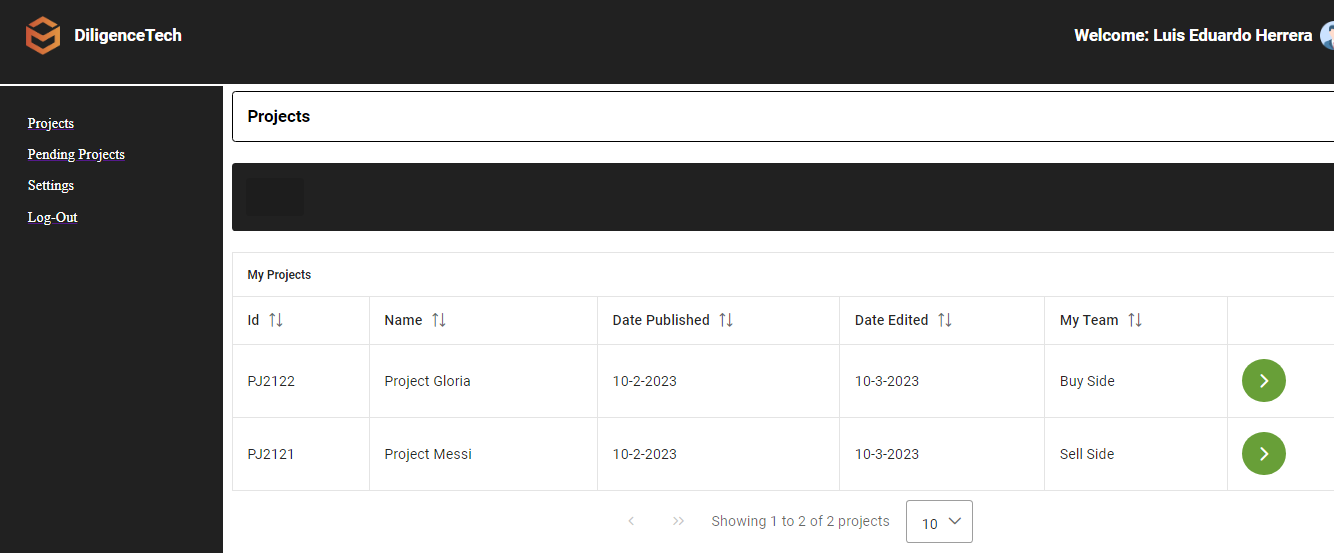 DiligenceTech
Welcome: Luis Eduardo Herrera
Projects
Pending Projects
Settings
Log-Out
Projects
My Projects
Id Name Date Published Date Edited My Team
PJ2122 Project Gloria 10-2-2023 10-3-2023 Buy Side
PJ2121 Project Messi 10-2-2023 10-3-2023 Sell Side
Showing 1 to 2 of 2 projects 10